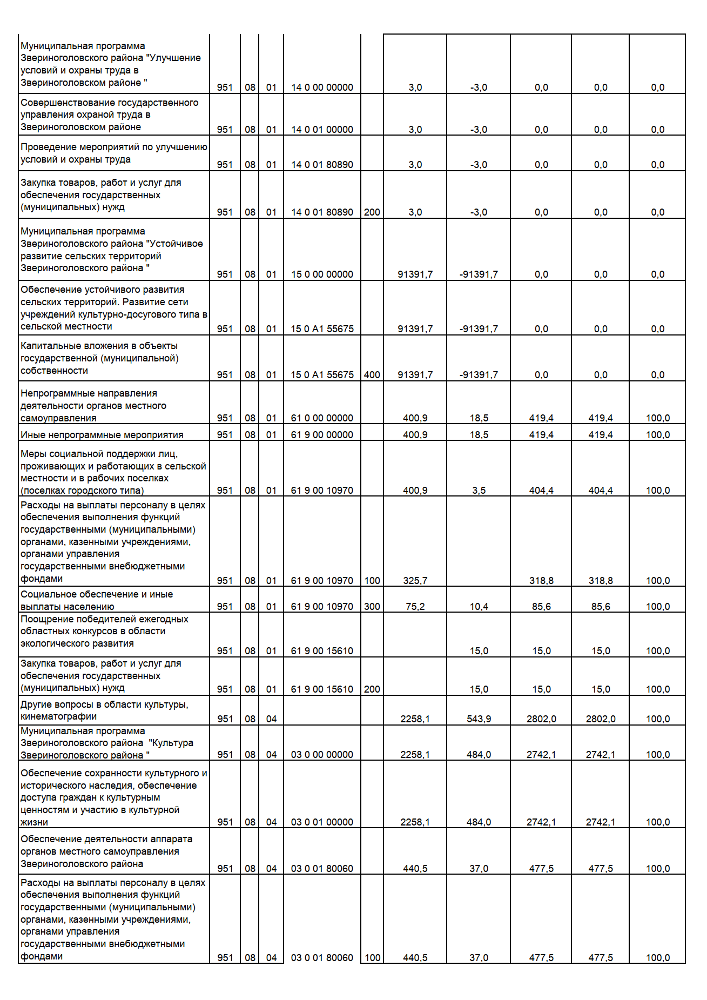 Муниципальная программа
Звериноголовского района "Улучшение
условий и охраны труда в
Звериноголовском районе "
951 08 01 14 0 00 00000 3,0 -3,0 0,0 0,0 0,0
Совершенствование государственного
управления охраной труда в
Звериноголовском районе
951 08 01 14 0 01 00000 3,0 -3,0 0,0 0,0 0,0
Проведение мероприятий по улучшению
условий и охраны труда
951 08 01 14 0 01 80890 3,0 -3,0 0,0 0,0 0,0
Закупка товаров, работ и услуг для
обеспечения государственных
(муниципальных) нужд
951 08 01 14 0 01 80890 200 3,0 -3,0 0,0 0,0 0,0
Муниципальная программа
Звериноголовского района "Устойчивое
развитие сельских территорий
Звериноголовского района "
951 08 01 15 0 00 00000 91391,7 -91391,7 0,0 0,0 0,0
Обеспечение устойчивого развития
сельских территорий. Развитие сети
учреждений культурно-досугового типа в
сельской местности
951 08 01 15 0 A1 55675 91391,7 -91391,7 0,0 0,0 0,0
Капитальные вложения в объекты
государственной (муниципальной)
собственности
951 08 01 15 0 A1 55675 400 91391,7 -91391,7 0,0 0,0 0,0
Непрограммные направления
деятельности органов местного
самоуправления 951 08 01 61 0 00 00000 400,9 18,5 419,4 419,4 100,0
Иные непрограммные мероприятия 951 08 01 61 9 00 00000 400,9 18,5 419,4 419,4 100,0
Меры социальной поддержки лиц,
проживающих и работающих в сельской
местности и в рабочих поселках
(поселках городского типа) 951 08 01 61 9 00 10970 400,9 3,5 404,4 404,4 100,0
Расходы на выплаты персоналу в целях
обеспечения выполнения функций
государственными (муниципальными)
органами, казенными учреждениями,
органами управления
государственными внебюджетными
фондами 951 08 01 61 9 00 10970 100 325,7 318,8 318,8 100,0
Социальное обеспечение и иные
выплаты населению 951 08 01 61 9 00 10970 300 75,2 10,4 85,6 85,6 100,0
Поощрение победителей ежегодных
областных конкурсов в области
экологического развития
951 08 01 61 9 00 15610 15,0 15,0 15,0 100,0
Закупка товаров, работ и услуг для
обеспечения государственных
(муниципальных) нужд 951 08 01 61 9 00 15610 200 15,0 15,0 15,0 100,0
Другие вопросы в области культуры,
кинематографии 951 08 04 2258,1 543,9 2802,0 2802,0 100,0
Муниципальная программа
Звериноголовского района "Культура
Звериноголовского района " 951 08 04 03 0 00 00000 2258,1 484,0 2742,1 2742,1 100,0
Обеспечение сохранности культурного и
исторического наследия, обеспечение
доступа граждан к культурным
ценностям и участию в культурной
жизни 951 08 04 03 0 01 00000 2258,1 484,0 2742,1 2742,1 100,0
Обеспечение деятельности аппарата
органов местного самоуправления
Звериноголовского района
951 08 04 03 0 01 80060 440,5 37,0 477,5 477,5 100,0
Расходы на выплаты персоналу в целях
обеспечения выполнения функций
государственными (муниципальными)
органами, казенными учреждениями,
органами управления
государственными внебюджетными
фондами 951 08 04 03 0 01 80060 100 440,5 37,0 477,5 477,5 100,0